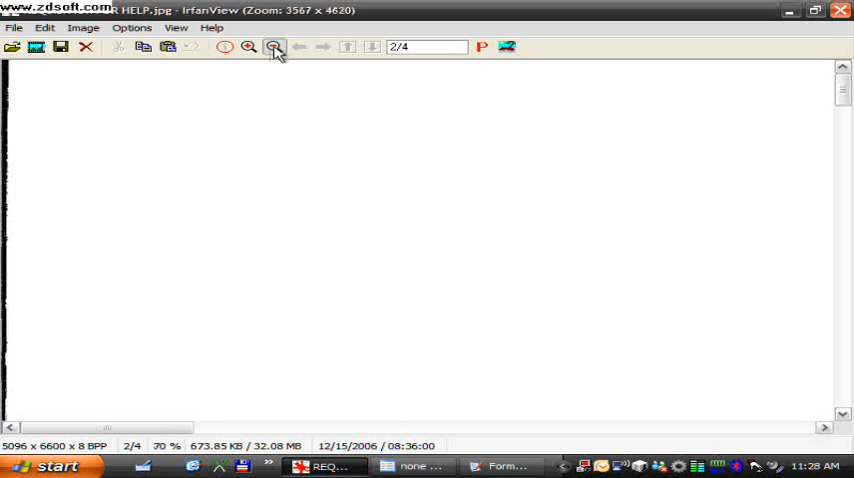 www.zdsoft.com R HELP.jpg - IrfanView (Zoom: 3567 x 4620)
File Edit Image Options View Help
2/4 P
5096 x 6600 x 8 BPP 2/4 70 % 673.85 KB / 32.08 MB 12/15/2006 / 08:36:00
start REQ... none ... Form... 11:28 AM